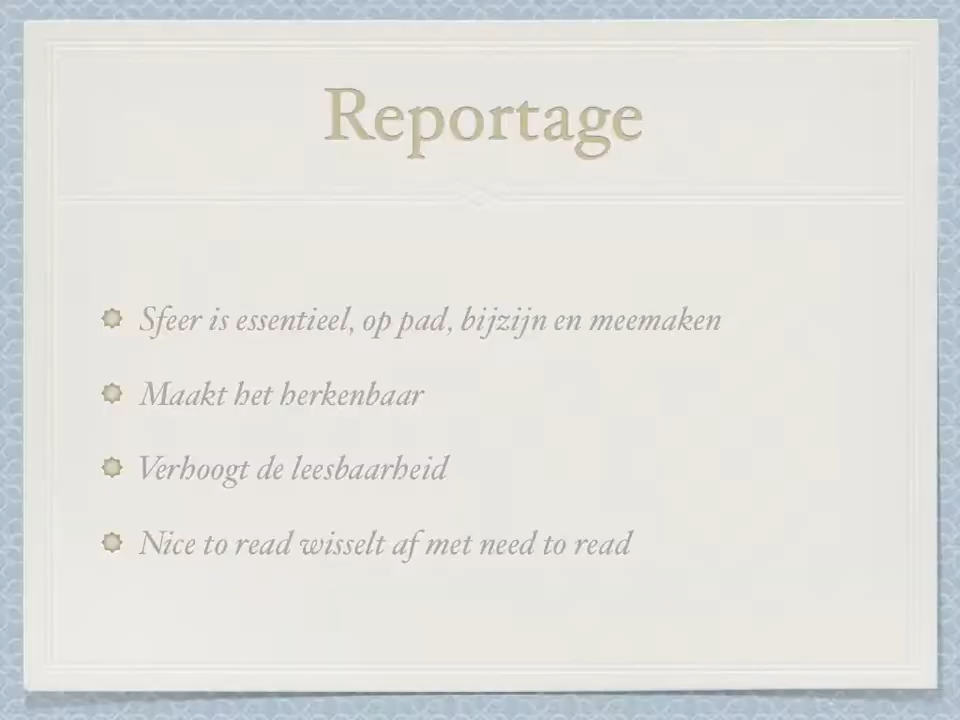 Reportage
Sfeer is essentieel, op pad, bijzijn en meemaken
Maakt het herkenbaar
Verhoogt de leesbaarheid
Nice to read wisselt af met need to read